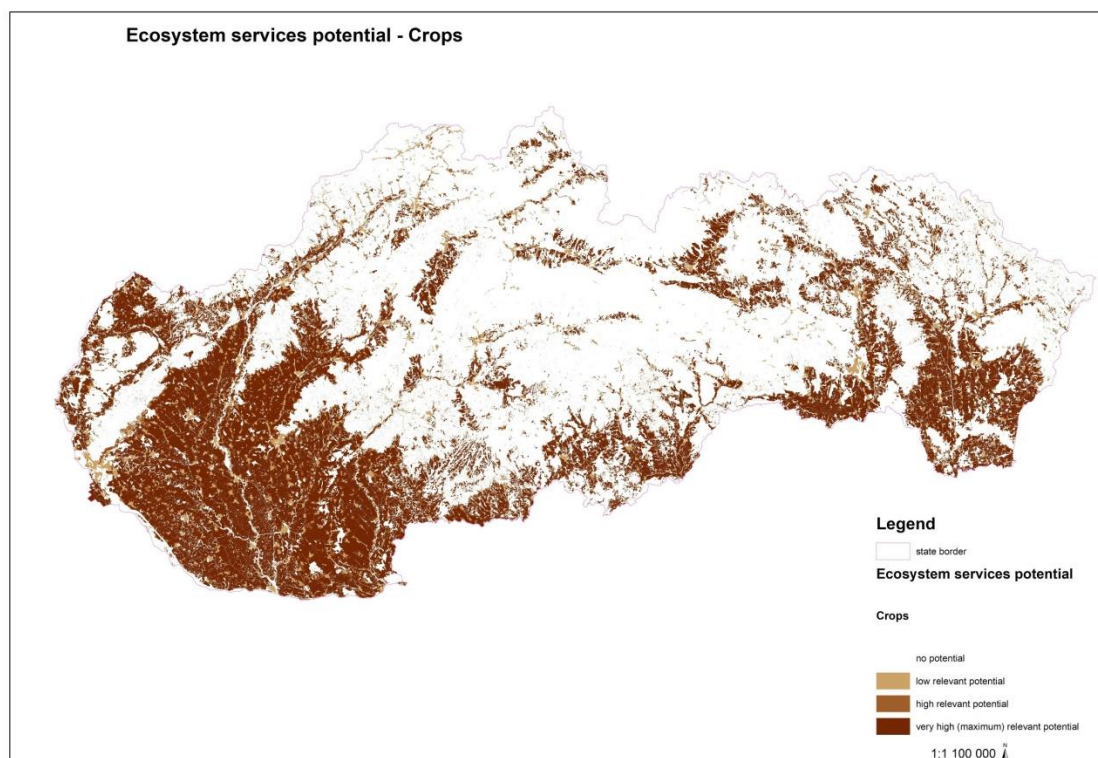 Ecosystem services potential - Crops
Legend
state border
Ecosystem services potential
Crops
no potential
low relevant potential
high relevant potential
very high (maximum) relevant potential
1:1 100 000 N